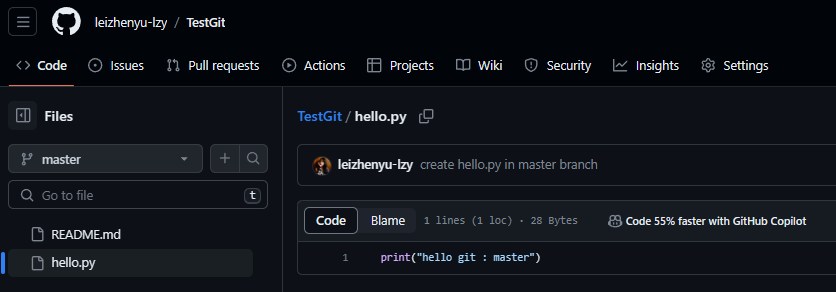 leizhenyu-lzy / TestGit
Code Issues Pull requests Actions Projects Wiki Security Insights Settings
Files
TestGit / hello.py
master
leizhenyu-lzy create hello.py in master branch
Go to file t
Code Blame 1 lines (1 loc) · 28 Bytes Code 55% faster with GitHub Copilot
README.md
hello.py
1 print("hello git : master")